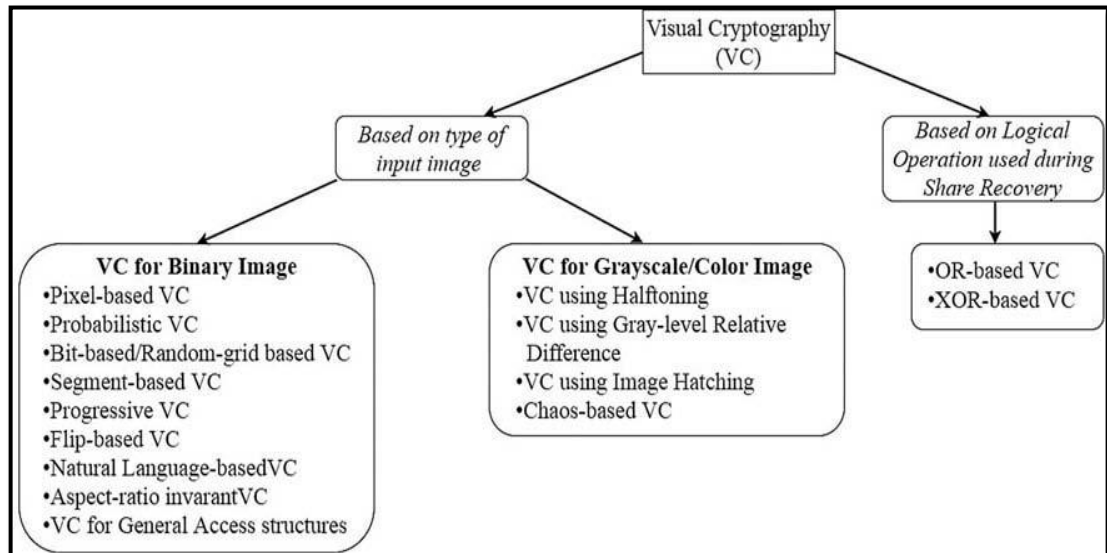 Visual Cryptography
(VC)
Based on type of
input image
Based on Logical
Operation used during
Share Recovery
VC for Binary Image
•Pixel-based VC
•Probabilistic VC
•Bit-based/Random-grid based VC
•Segment-based VC
•Progressive VC
•Flip-based VC
•Natural Language-basedVC
•Aspect-ratio invarantVC
•VC for General Access structures
VC for Grayscale/Color Image
•VC using Halftoning
•VC using Gray-level Relative
Difference
•VC using Image Hatching
•Chaos-based VC
•OR-based VC
•XOR-based VC